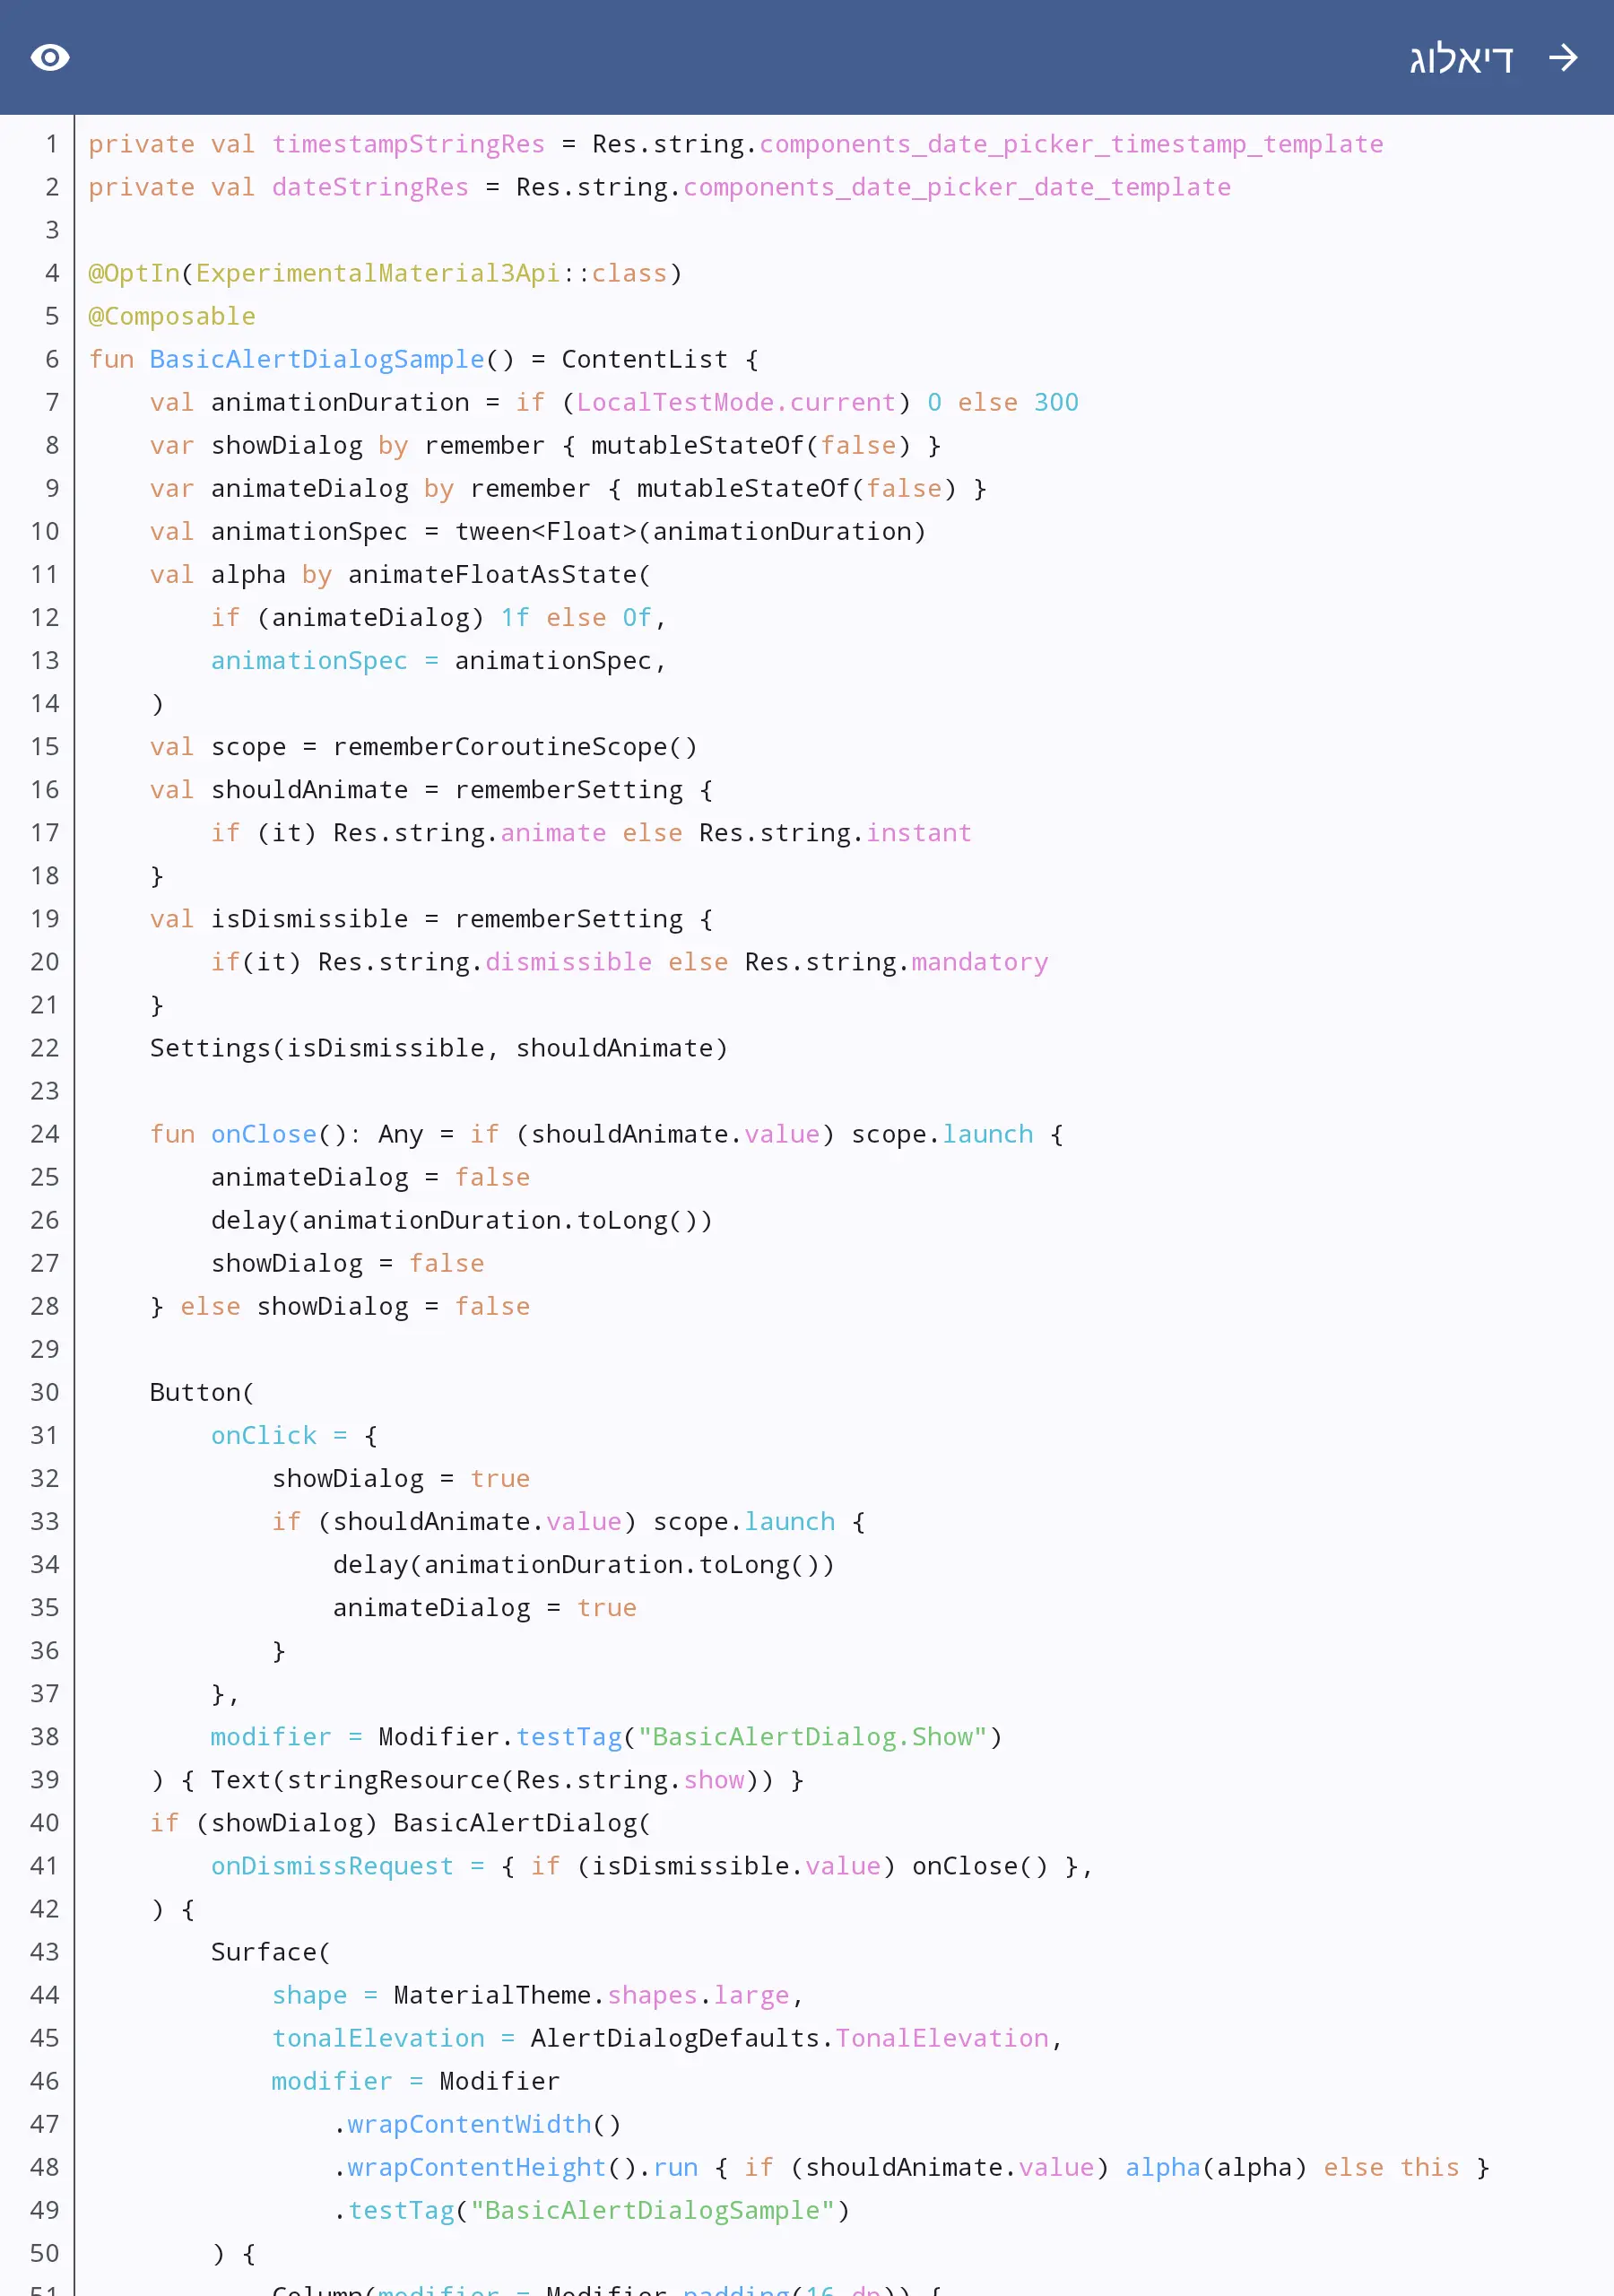 דיאלוג
1 private val timestampStringRes = Res.string.components_date_picker_timestamp_template
2 private val dateStringRes = Res.string.components_date_picker_date_template
3
4 @OptIn(ExperimentalMaterial3Api::class)
5 @Composable
6 fun BasicAlertDialogSample() = ContentList {
7     val animationDuration = if (LocalTestMode.current) 0 else 300
8     var showDialog by remember { mutableStateOf(false) }
9     var animateDialog by remember { mutableStateOf(false) }
10     val animationSpec = tween<Float>(animationDuration)
11     val alpha by animateFloatAsState(
12         if (animateDialog) 1f else 0f,
13         animationSpec = animationSpec,
14     )
15     val scope = rememberCoroutineScope()
16     val shouldAnimate = rememberSetting {
17         if (it) Res.string.animate else Res.string.instant
18     }
19     val isDismissible = rememberSetting {
20         if(it) Res.string.dismissible else Res.string.mandatory
21     }
22     Settings(isDismissible, shouldAnimate)
23
24     fun onClose(): Any = if (shouldAnimate.value) scope.launch {
25         animateDialog = false
26         delay(animationDuration.toLong())
27         showDialog = false
28     } else showDialog = false
29
30     Button(
31         onClick = {
32             showDialog = true
33             if (shouldAnimate.value) scope.launch {
34                 delay(animationDuration.toLong())
35                 animateDialog = true
36             }
37         },
38         modifier = Modifier.testTag("BasicAlertDialog.Show")
39     ) { Text(stringResource(Res.string.show)) }
40     if (showDialog) BasicAlertDialog(
41         onDismissRequest = { if (isDismissible.value) onClose() },
42     ) {
43         Surface(
44             shape = MaterialTheme.shapes.large,
45             tonalElevation = AlertDialogDefaults.TonalElevation,
46             modifier = Modifier
47                 .wrapContentWidth()
48                 .wrapContentHeight().run { if (shouldAnimate.value) alpha(alpha) else this }
49                 .testTag("BasicAlertDialogSample")
50         ) {
51             Column(modifier = Modifier.padding(16.dp)) {